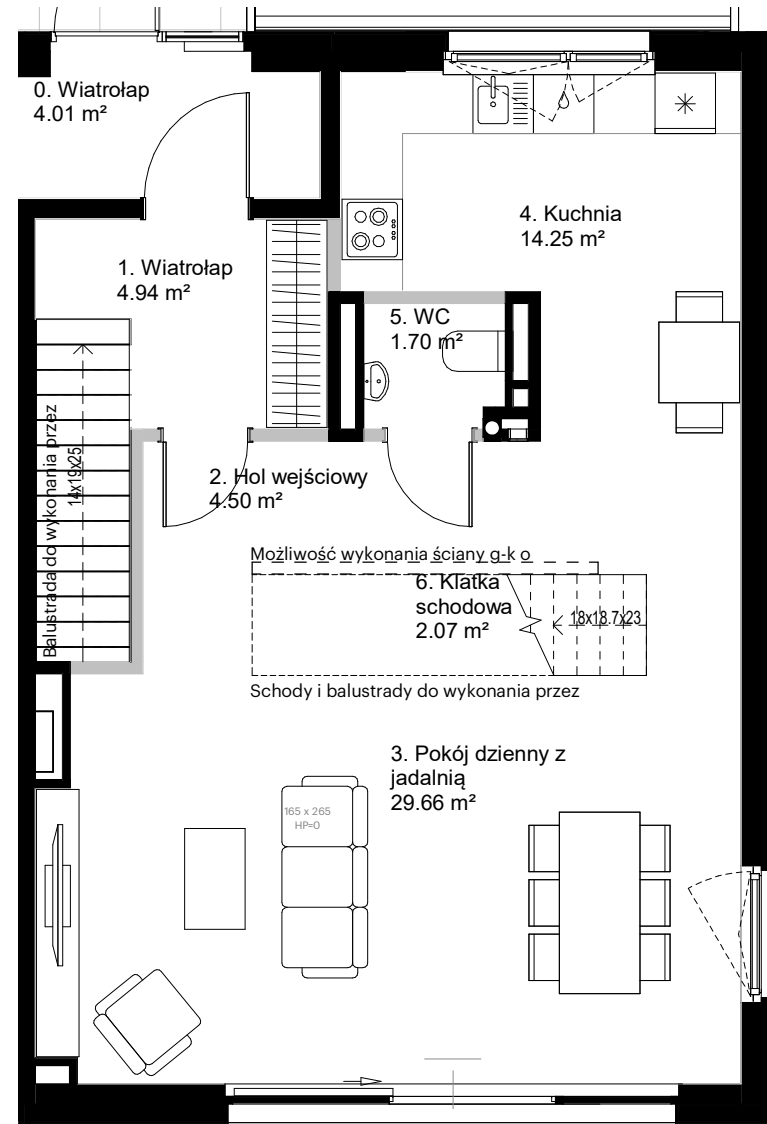 0. Wiatrołap
4.01 m²
4. Kuchnia
14.25 m²
1. Wiatrołap
4.94 m²
5. WC
1.70 m²
Balustrada do wykonania przez
14x19x25
2. Hol wejściowy
4.50 m²
Możliwość wykonania ściany g-k o
6. Klatka
schodowa
2.07 m²
18x18.7x23
Schody i balustrady do wykonania przez
3. Pokój dzienny z
jadalnią
29.66 m²
165 x 265
HP=0